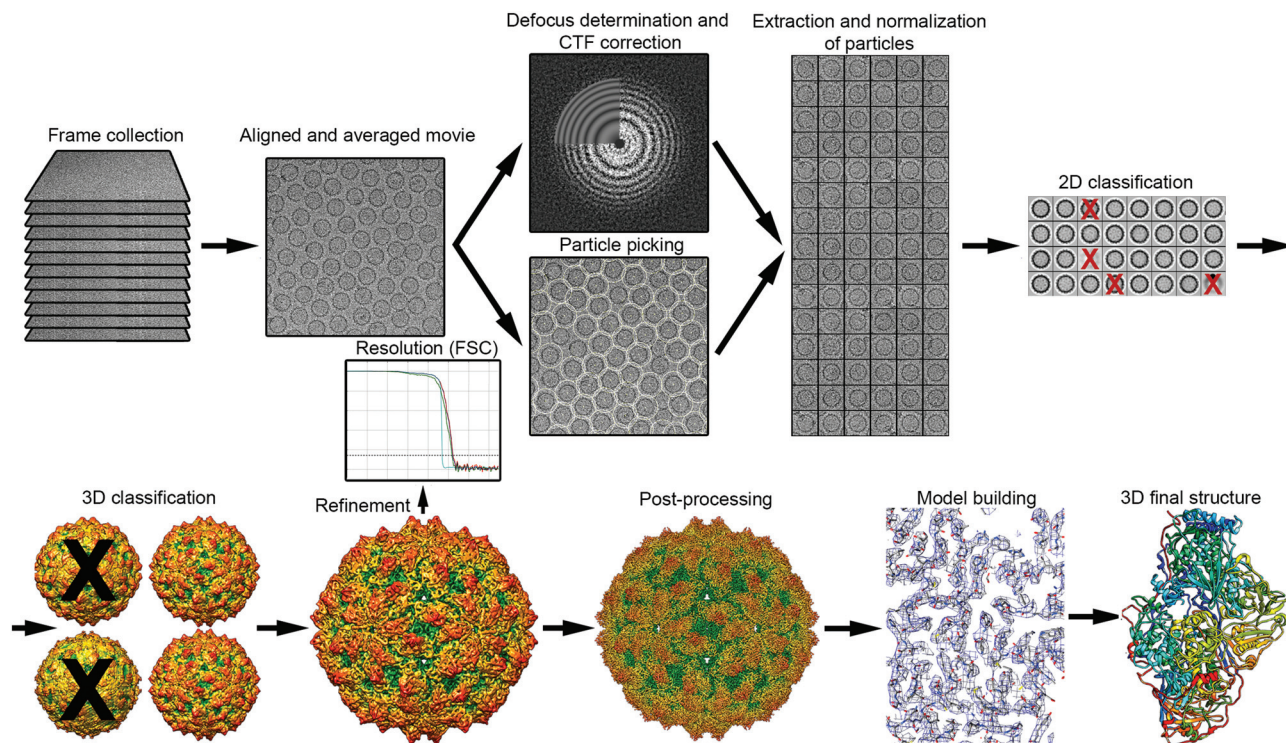 Frame collection
Aligned and averaged movie
Defocus determination and
CTF correction
Extraction and normalization
of particles
Particle picking
2D classification
X
X
X
X
Resolution (FSC)
3D classification
X
X
Refinement
Post-processing
Model building
3D final structure